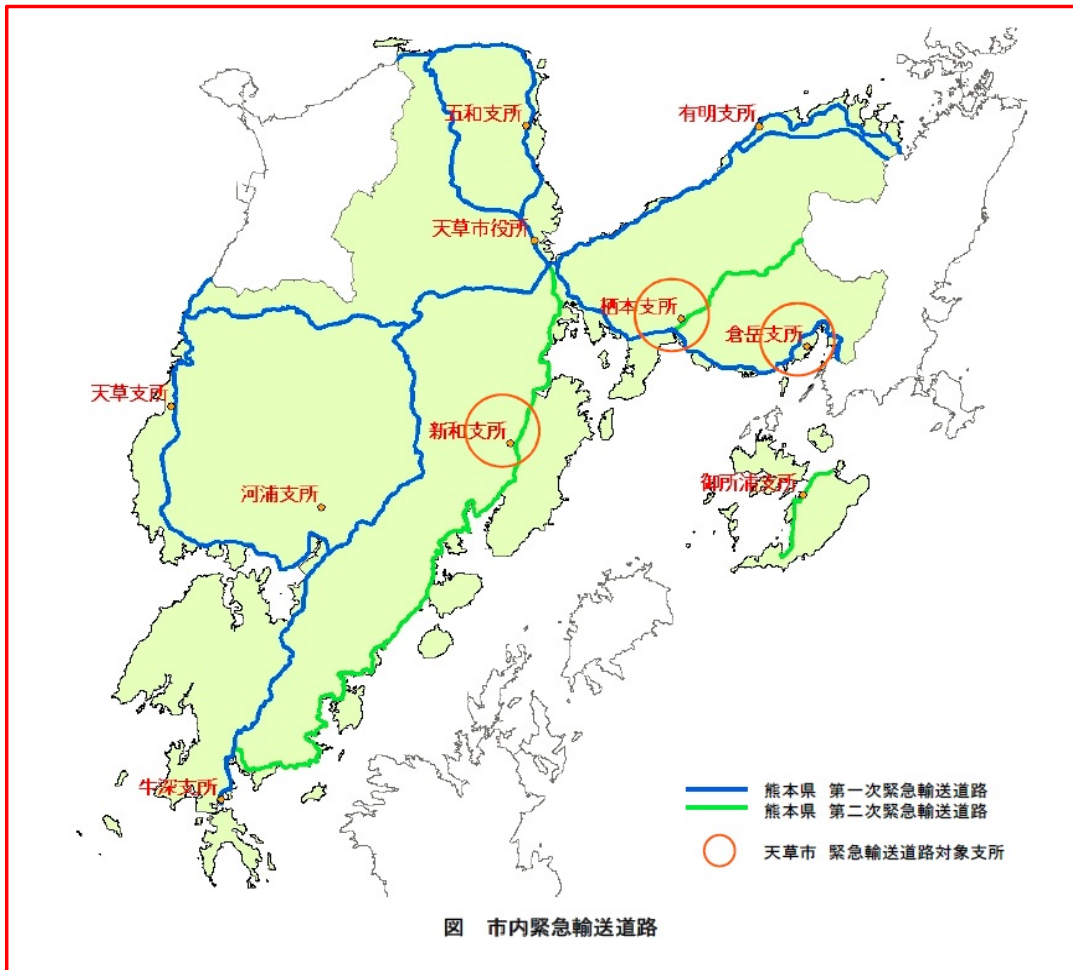 五和支所
有明支所
天草市役所
栖本支所
倉岳支所
天草支所
新和支所
御所浦支所
河浦支所
牛深支所
熊本県 第一次緊急輸送道路
熊本県 第二次緊急輸送道路
天草市 緊急輸送道路対象支所
図 市内緊急輸送道路